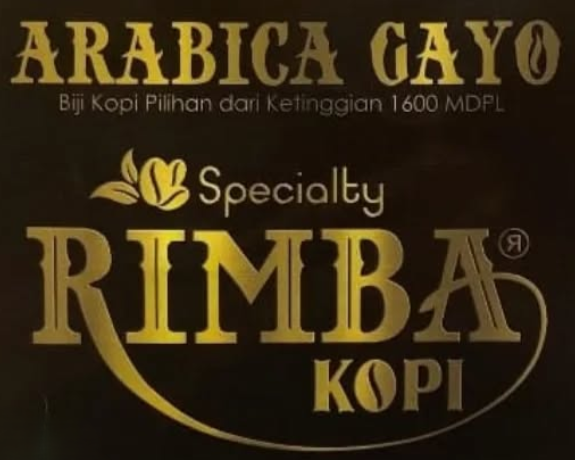 ARABICA GAYO
Biji Kopi Pilihan dari Ketinggian 1600 MDPL
Specialty
RIMBA®
KOPI